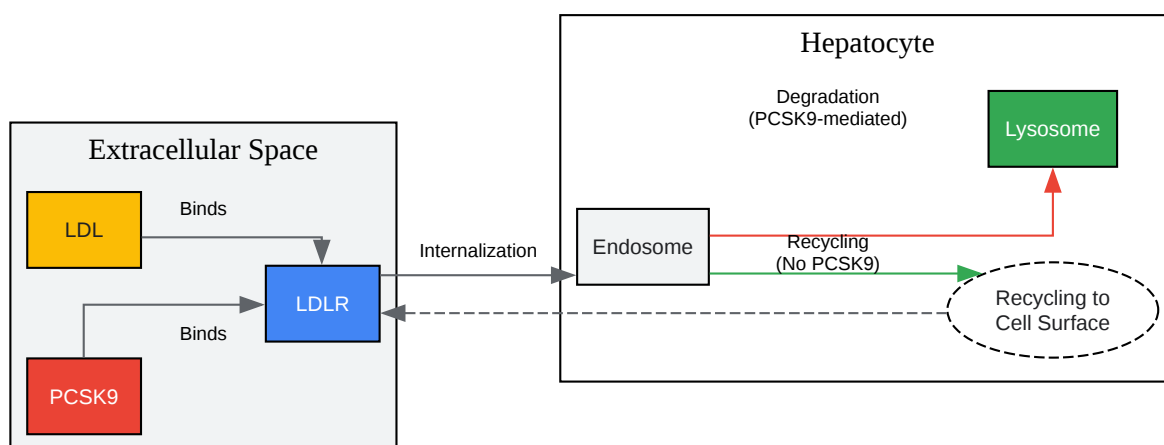 Hepatocyte
Degradation
(PCSK9-mediated)
Lysosome
Extracellular Space
LDL
Binds
Internalization
Endosome
Recycling
(No PCSK9)
LDLR
Binds
PCSK9
Recycling to
Cell Surface